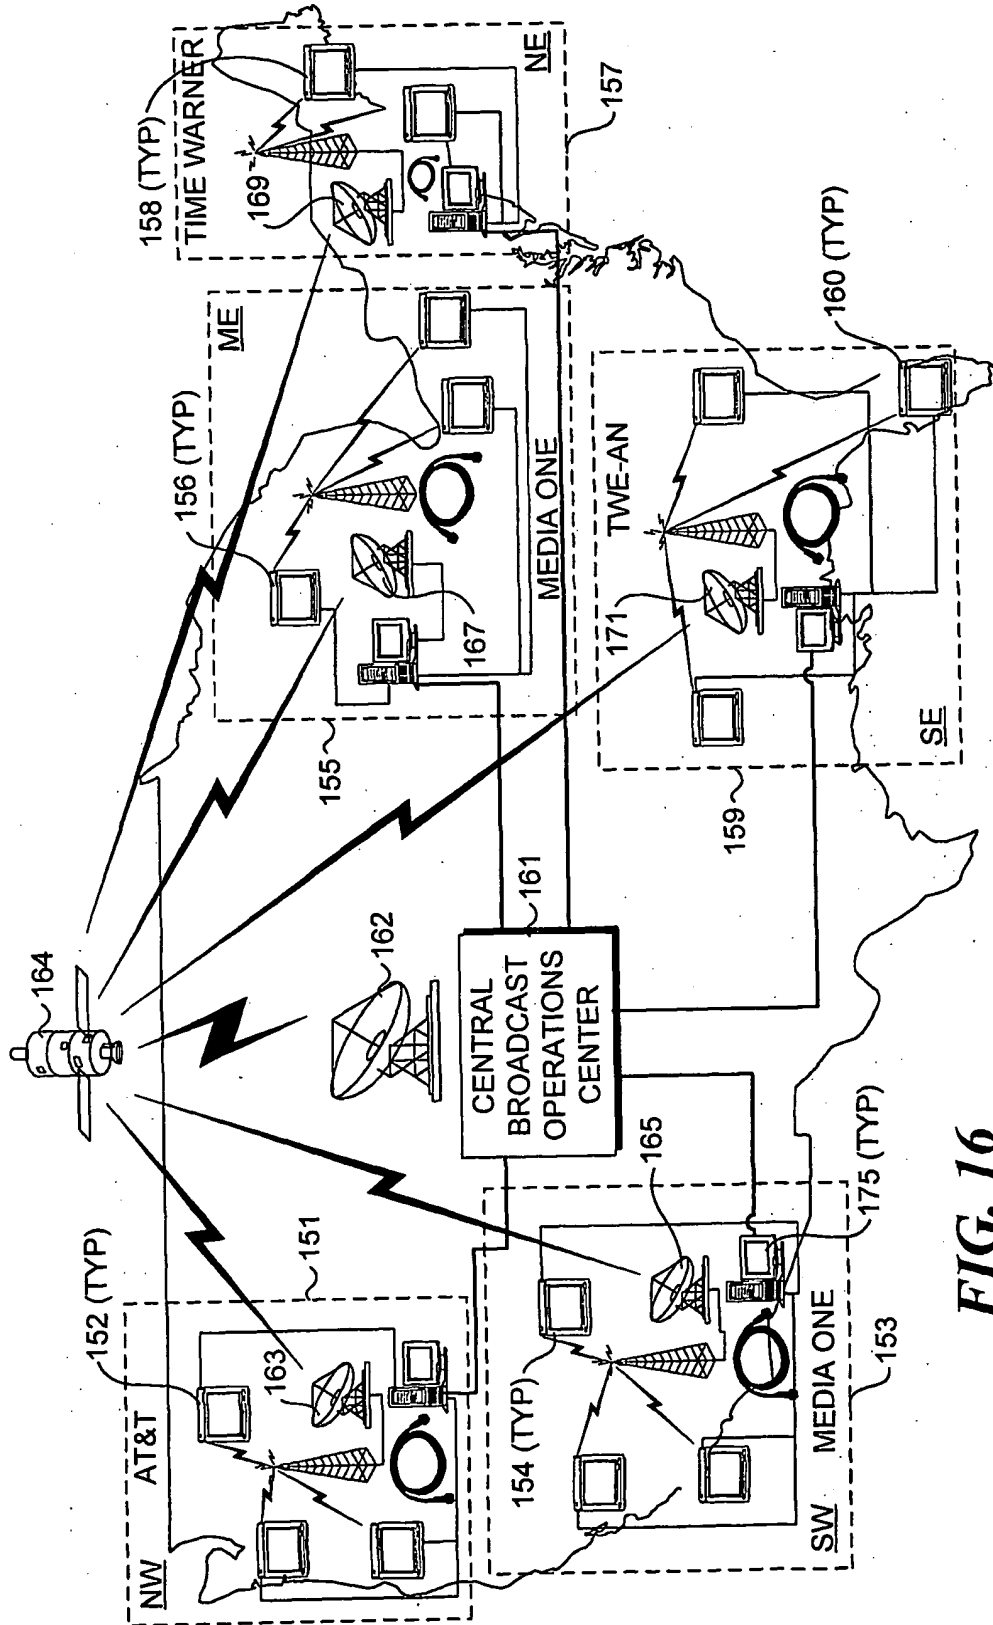 164
158 (TYP)
TIME WARNER
169
NE
157
156 (TYP)
ME
167
MEDIA ONE
155
160 (TYP)
TWE-AN
171
SE
159
162
161
CENTRAL
BROADCAST
OPERATIONS
CENTER
152 (TYP)
151
NW
AT&T
163
165
175 (TYP)
154 (TYP)
SW
MEDIA ONE
153
FIG. 16